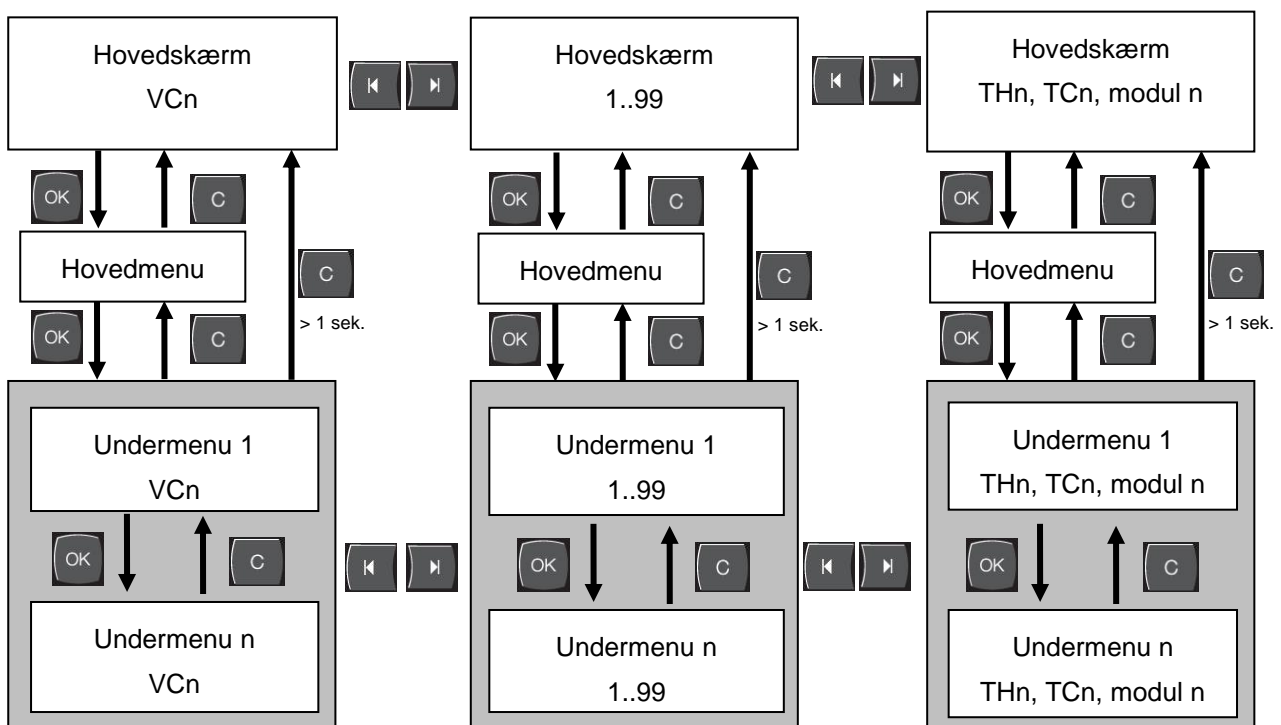 Hovedskærm
VCn
Hovedskærm
1..99
Hovedskærm
THn, TCn, modul n
OK
C
OK
C
OK
C
Hovedmenu
Hovedmenu
Hovedmenu
C
> 1 sek.
C
> 1 sek.
C
> 1 sek.
OK
C
OK
C
OK
C
Undermenu 1
VCn
Undermenu 1
1..99
Undermenu 1
THn, TCn, modul n
OK
C
OK
C
OK
C
Undermenu n
VCn
Undermenu n
1..99
Undermenu n
THn, TCn, modul n